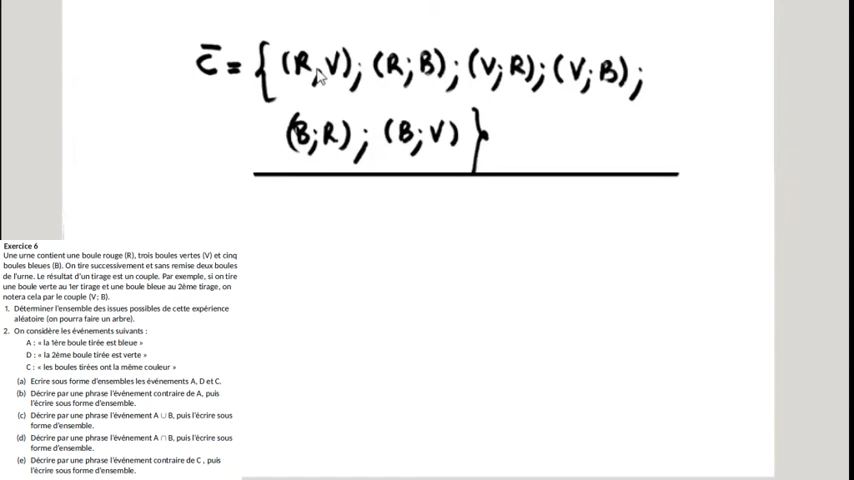 C̄ = { (R, V); (R; B); (V; R); (V; B);
(B; R); (B; V) }
Exercice 6
Une urne contient une boule rouge (R), trois boules vertes (V) et cinq
boules bleues (B). On tire successivement et sans remise deux boules
de l'urne. Le résultat d'un tirage est un couple. Par exemple, si on tire
une boule verte au 1er tirage et une boule bleue au 2ème tirage, on
notera cela par le couple (V; B).
1. Déterminer l'ensemble des issues possibles de cette expérience
aléatoire (on pourra faire un arbre).
2. On considère les événements suivants :
A : « la 1ère boule tirée est bleue »
D : « la 2ème boule tirée est verte »
C : « les boules tirées ont la même couleur »
(a) Ecrire sous forme d'ensembles les événements A, D et C.
(b) Décrire par une phrase l'événement contraire de A, puis
l'écrire sous forme d'ensemble.
(c) Décrire par une phrase l'événement A ∪ B, puis l'écrire sous
forme d'ensemble.
(d) Décrire par une phrase l'événement A ∩ B, puis l'écrire sous
forme d'ensemble.
(e) Décrire par une phrase l'événement contraire de C , puis
l'écrire sous forme d'ensemble.